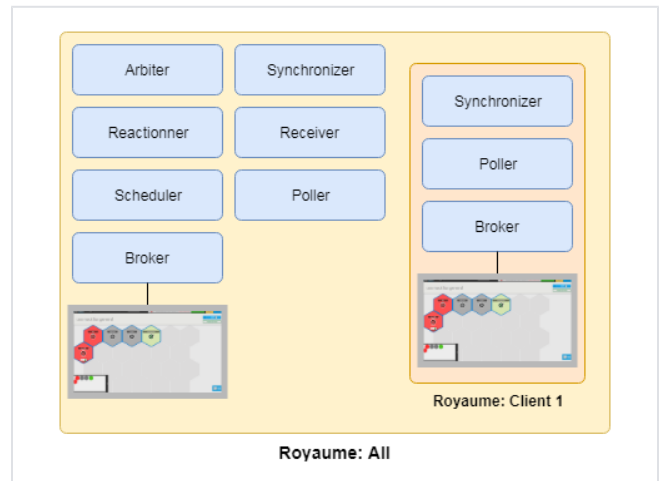 Arbiter
Synchronizer
Reactionner
Receiver
Scheduler
Poller
Broker
Synchronizer
Poller
Broker
Royaume: Client 1
Royaume: All